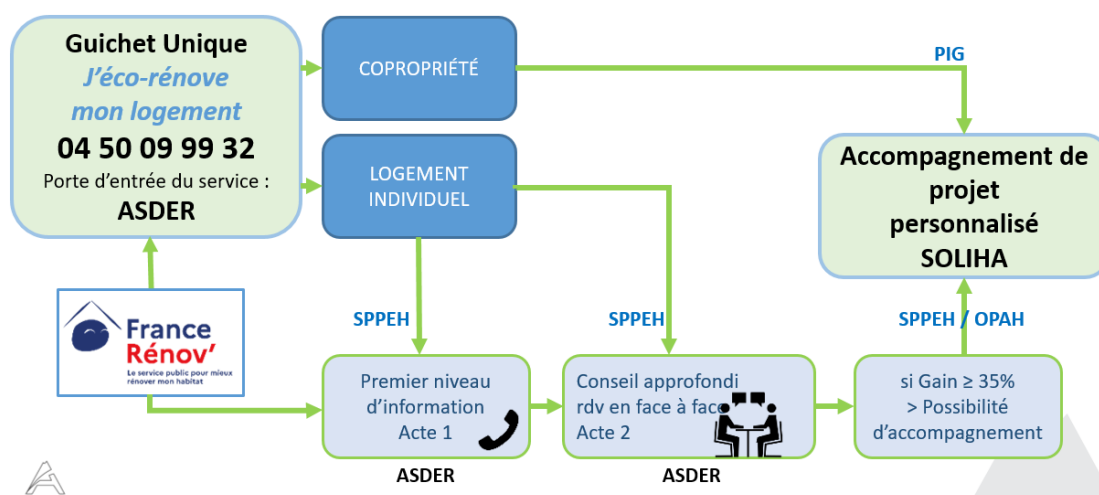 Guichet Unique
J'éco-rénove
mon logement
04 50 09 99 32
Porte d'entrée du service :
ASDER
COPROPRIÉTÉ
LOGEMENT
INDIVIDUEL
PIG
Accompagnement de
projet
personnalisé
SOLIHA
France
Rénov'
Le service public pour mieux
rénover mon habitat
SPPEH
SPPEH
SPPEH / OPAH
Premier niveau
d'information
Acte 1
ASDER
Conseil approfondi
rdv en face à face
Acte 2
ASDER
si Gain ≥ 35%
> Possibilité
d'accompagnement